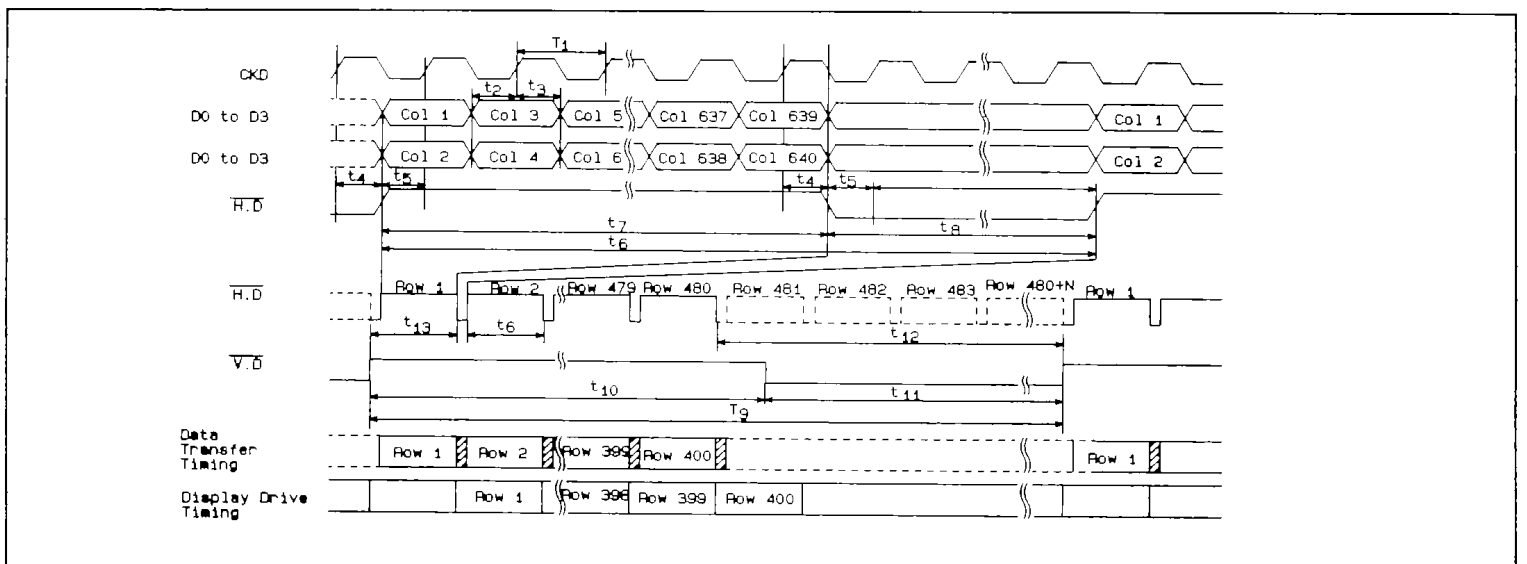 T1
CKD
t2 t3
D0 to D3 Col 1 Col 3 Col 5 Col 637 Col 639 Col 1
D0 to D3 Col 2 Col 4 Col 6 Col 638 Col 640 Col 2
t4 t5 t4 t5
H.D
t7 t8
t6
H.D Row 1 Row 2 Row 479 Row 480 Row 481 Row 482 Row 483 Row 480+N Row 1
t13 t6 t12
V.D
t10 t11
T9
Data
Transfer
Timing
Row 1 Row 2 Row 399 Row 400 Row 1
Display Drive
Timing
Row 1 Row 398 Row 399 Row 400